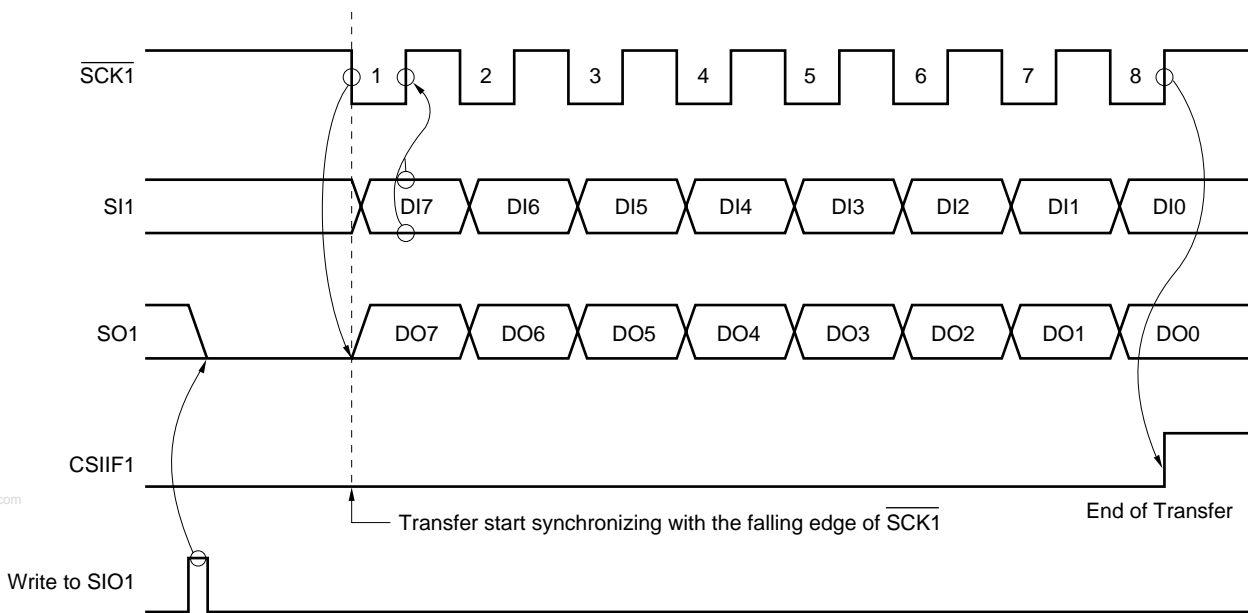 SCK1
1 2 3 4 5 6 7 8
SI1
DI7 DI6 DI5 DI4 DI3 DI2 DI1 DI0
SO1
DO7 DO6 DO5 DO4 DO3 DO2 DO1 DO0
CSIIF1
com
End of Transfer
Transfer start synchronizing with the falling edge of SCK1
Write to SIO1